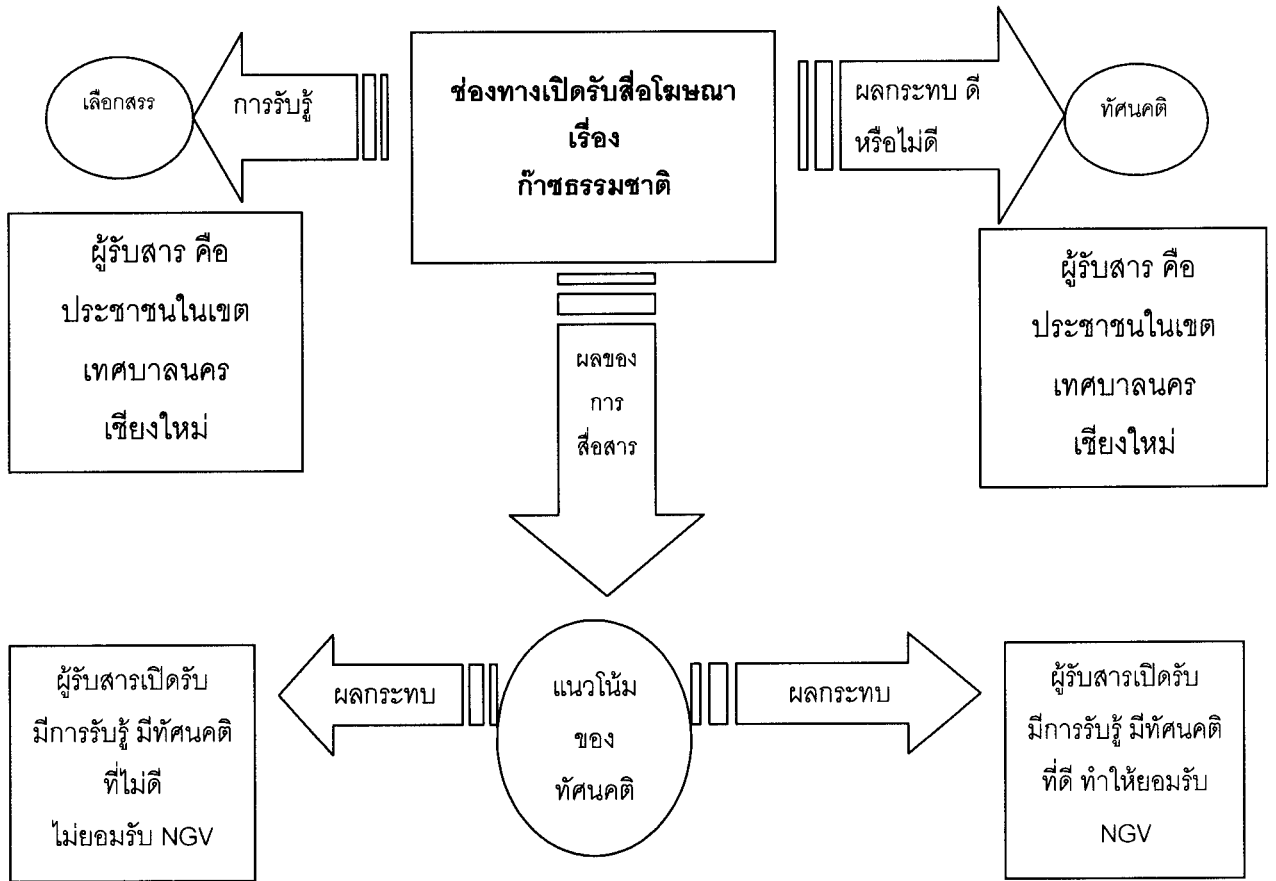 เลือกสรร
การรับรู้
ช่องทางเปิดรับสื่อโฆษณา
เรื่อง
ก๊าซธรรมชาติ
ผลกระทบ ดี
หรือไม่ดี
ทัศนคติ
ผู้รับสาร คือ
ประชาชนในเขต
เทศบาลนคร
เชียงใหม่
ผู้รับสาร คือ
ประชาชนในเขต
เทศบาลนคร
เชียงใหม่
ผลของ
การ
สื่อสาร
ผู้รับสารเปิดรับ
มีการรับรู้ มีทัศนคติ
ที่ไม่ดี
ไม่ยอมรับ NGV
ผลกระทบ
แนวโน้ม
ของ
ทัศนคติ
ผลกระทบ
ผู้รับสารเปิดรับ
มีการรับรู้ มีทัศนคติ
ที่ดี ทำให้ยอมรับ
NGV